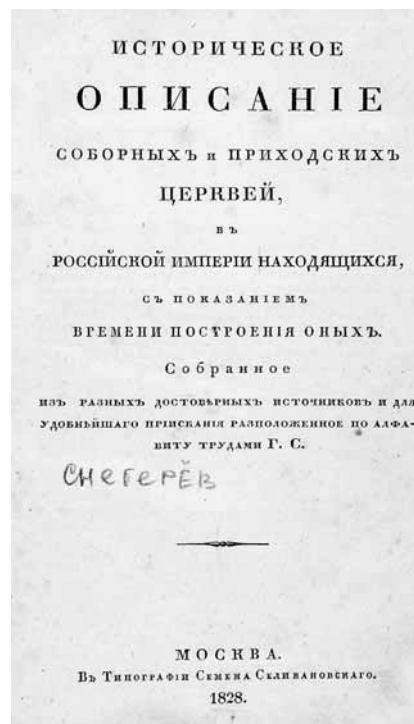 ИСТОРИЧЕСКОЕ
ОПИСАНІЕ
СОБОРНЫХЪ и ПРИХОДСКИХЪ
ЦЕРКВЕЙ,
ВЪ
РОССІЙСКОЙ ИМПЕРІИ НАХОДЯЩИХСЯ,
СЪ ПОКАЗАНІЕМЪ
ВРЕМЕНИ ПОСТРОЕНІЯ ОНЫХЪ.
Собранное
ИЗЪ РАЗНЫХЪ ДОСТОВѢРНЫХЪ ИСТОЧНИКОВЪ И ДЛЯ
УДОБНѢЙШАГО ПРІИСКАНІЯ РАСПОЛОЖЕННОЕ ПО АЛФА-
ВИТУ ТРУДАМИ Г. С.
СНеГеРЁВ
МОСКВА.
Въ Типографіи Семена Селивановскаго.
1828.